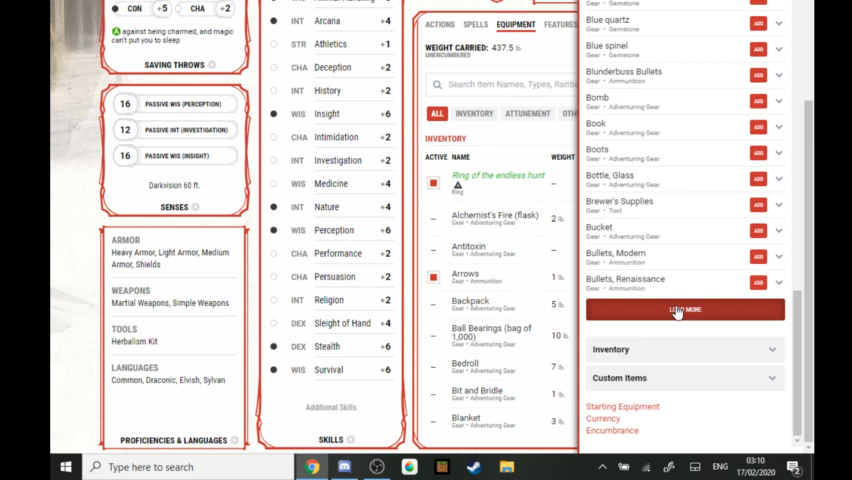 CON +5 CHA +2
A against being charmed, and magic
can't put you to sleep
SAVING THROWS
16 PASSIVE WIS (PERCEPTION)
12 PASSIVE INT (INVESTIGATION)
16 PASSIVE WIS (INSIGHT)
Darkvision 60 ft.
SENSES
ARMOR
Heavy Armor, Light Armor, Medium
Armor, Shields
WEAPONS
Martial Weapons, Simple Weapons
TOOLS
Herbalism Kit
LANGUAGES
Common, Draconic, Elvish, Sylvan
PROFICIENCIES & LANGUAGES
INT Arcana +4
STR Athletics +1
CHA Deception +2
INT History +2
WIS Insight +6
CHA Intimidation +2
INT Investigation +2
WIS Medicine +4
INT Nature +4
WIS Perception +6
CHA Performance +2
CHA Persuasion +2
INT Religion +2
DEX Sleight of Hand +4
DEX Stealth +6
WIS Survival +6
Additional Skills
SKILLS
ACTIONS SPELLS EQUIPMENT FEATURES
WEIGHT CARRIED: 437.5 lb.
UNENCUMBERED
Search Item Names, Types, Rarities
ALL INVENTORY ATTUNEMENT OTH
INVENTORY
ACTIVE NAME WEIGHT
Ring of the endless hunt –
Ring
– Alchemist's Fire (flask) 2 lb.
Gear • Adventuring Gear
– Antitoxin –
Gear • Adventuring Gear
Arrows 1 lb.
Gear • Ammunition
– Backpack 5 lb.
Gear • Adventuring Gear
– Ball Bearings (bag of 10 lb.
1,000)
Gear • Adventuring Gear
– Bedroll 7 lb.
Gear • Adventuring Gear
– Bit and Bridle 1 lb.
Gear • Adventuring Gear
– Blanket 3 lb.
Gear • Adventuring Gear
Gear • Gemstone
Blue quartz ADD
Gear • Gemstone
Blue spinel ADD
Gear • Gemstone
Blunderbuss Bullets ADD
Gear • Ammunition
Bomb ADD
Gear • Adventuring Gear
Book ADD
Gear • Adventuring Gear
Boots ADD
Gear • Adventuring Gear
Bottle, Glass ADD
Gear • Adventuring Gear
Brewer's Supplies ADD
Gear • Tool
Bucket ADD
Gear • Adventuring Gear
Bullets, Modern ADD
Gear • Ammunition
Bullets, Renaissance ADD
Gear • Ammunition
LOAD MORE
Inventory
Custom Items
Starting Equipment
Currency
Encumbrance
Type here to search
ENG
03:10
17/02/2020
2